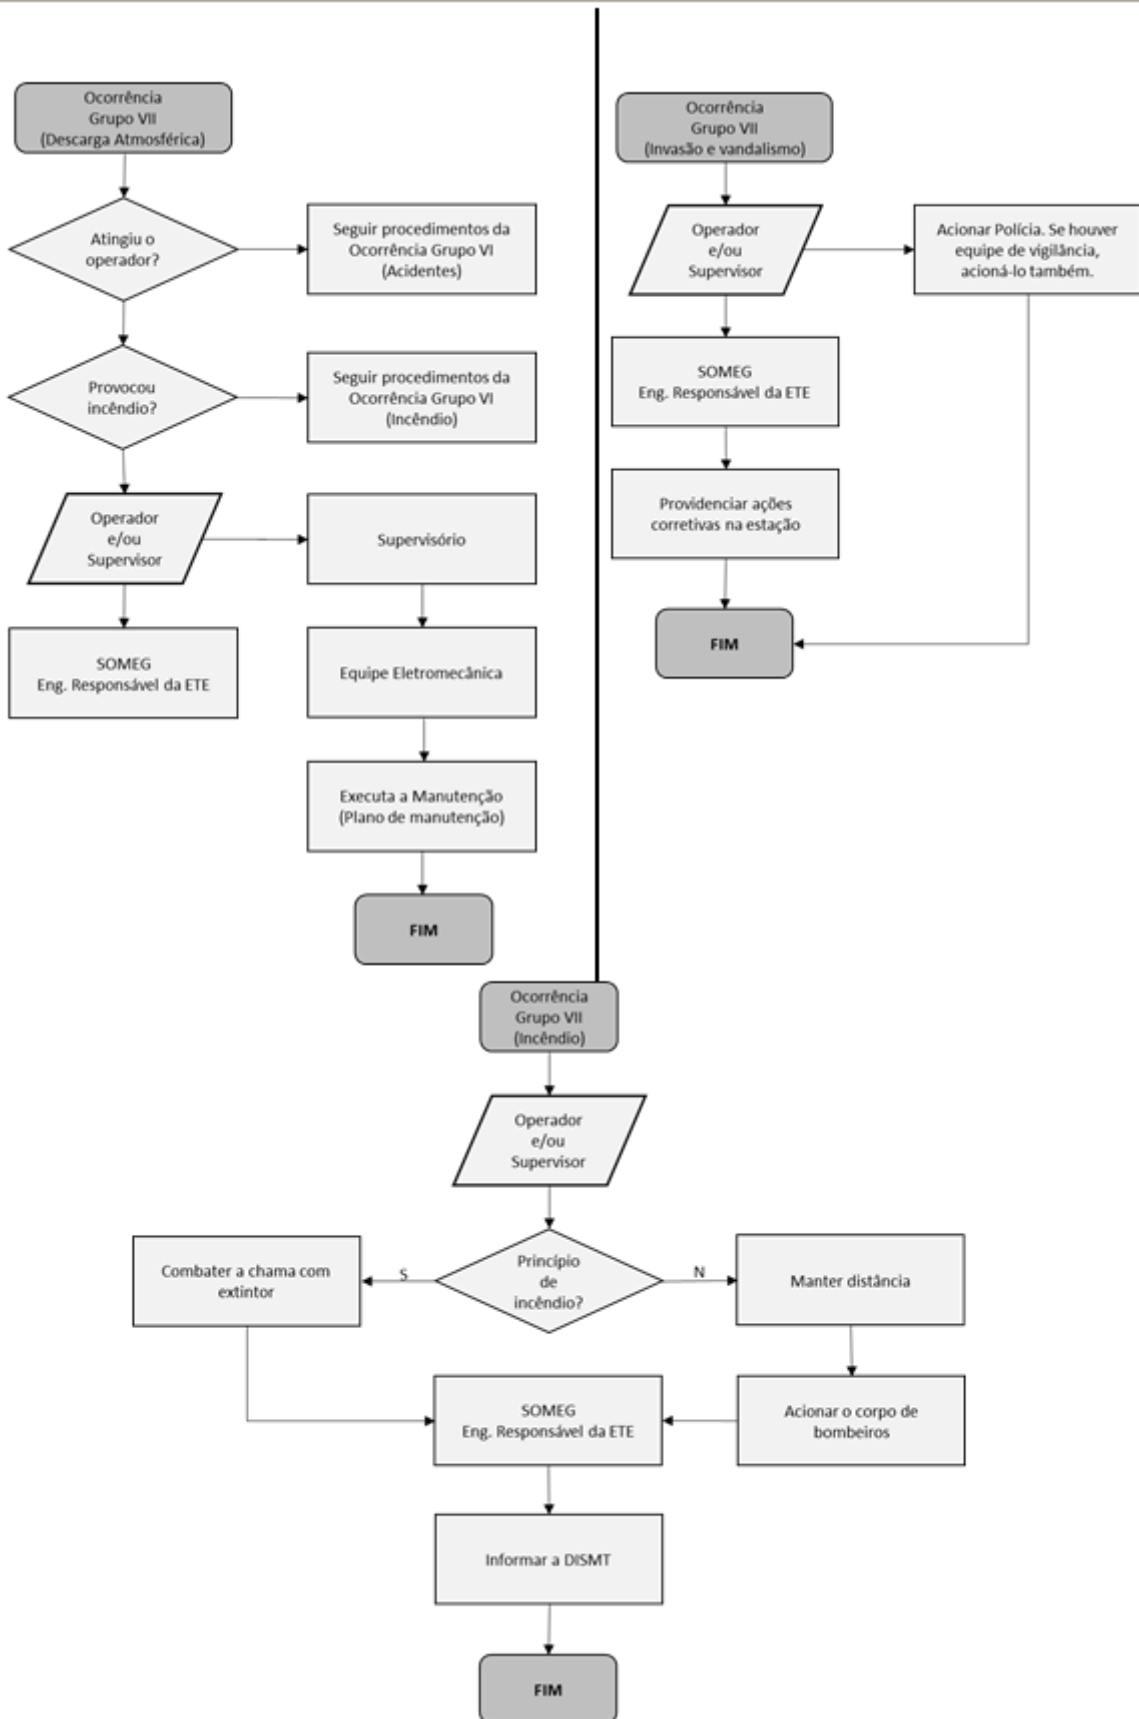 Ocorrência
Grupo VII
(Descarga Atmosférica)
Atingiu o
operador?
Seguir procedimentos da
Ocorrência Grupo VI
(Acidentes)
Provocou
incêndio?
Seguir procedimentos da
Ocorrência Grupo VI
(Incêndio)
Operador
e/ou
Supervisor
Supervisório
SOMEG
Eng. Responsável da ETE
Equipe Eletromecânica
Executa a Manutenção
(Plano de manutenção)
FIM
Ocorrência
Grupo VII
(Invasão e vandalismo)
Operador
e/ou
Supervisor
Acionar Polícia. Se houver
equipe de vigilância,
acioná-lo também.
SOMEG
Eng. Responsável da ETE
Providenciar ações
corretivas na estação
FIM
Ocorrência
Grupo VII
(Incêndio)
Operador
e/ou
Supervisor
Princípio
de
incêndio?
S
N
Combater a chama com
extintor
Manter distância
Acionar o corpo de
bombeiros
SOMEG
Eng. Responsável da ETE
Informar a DISMT
FIM